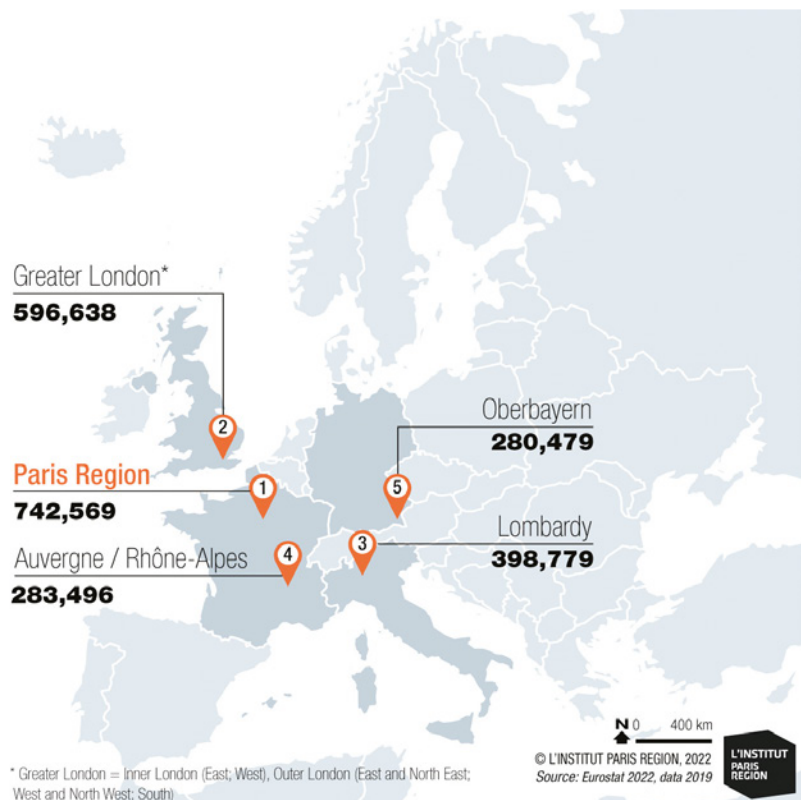 Greater London*
596,638
2
Oberbayern
280,479
Paris Region
742,569
1
5
Lombardy
398,779
3
Auvergne / Rhône-Alpes
283,496
4
N 0 400 km
© L'INSTITUT PARIS REGION, 2022
Source: Eurostat 2022, data 2019
L'INSTITUT
PARIS
REGION
* Greater London = Inner London (East; West), Outer London (East and North East;
West and North West; South)